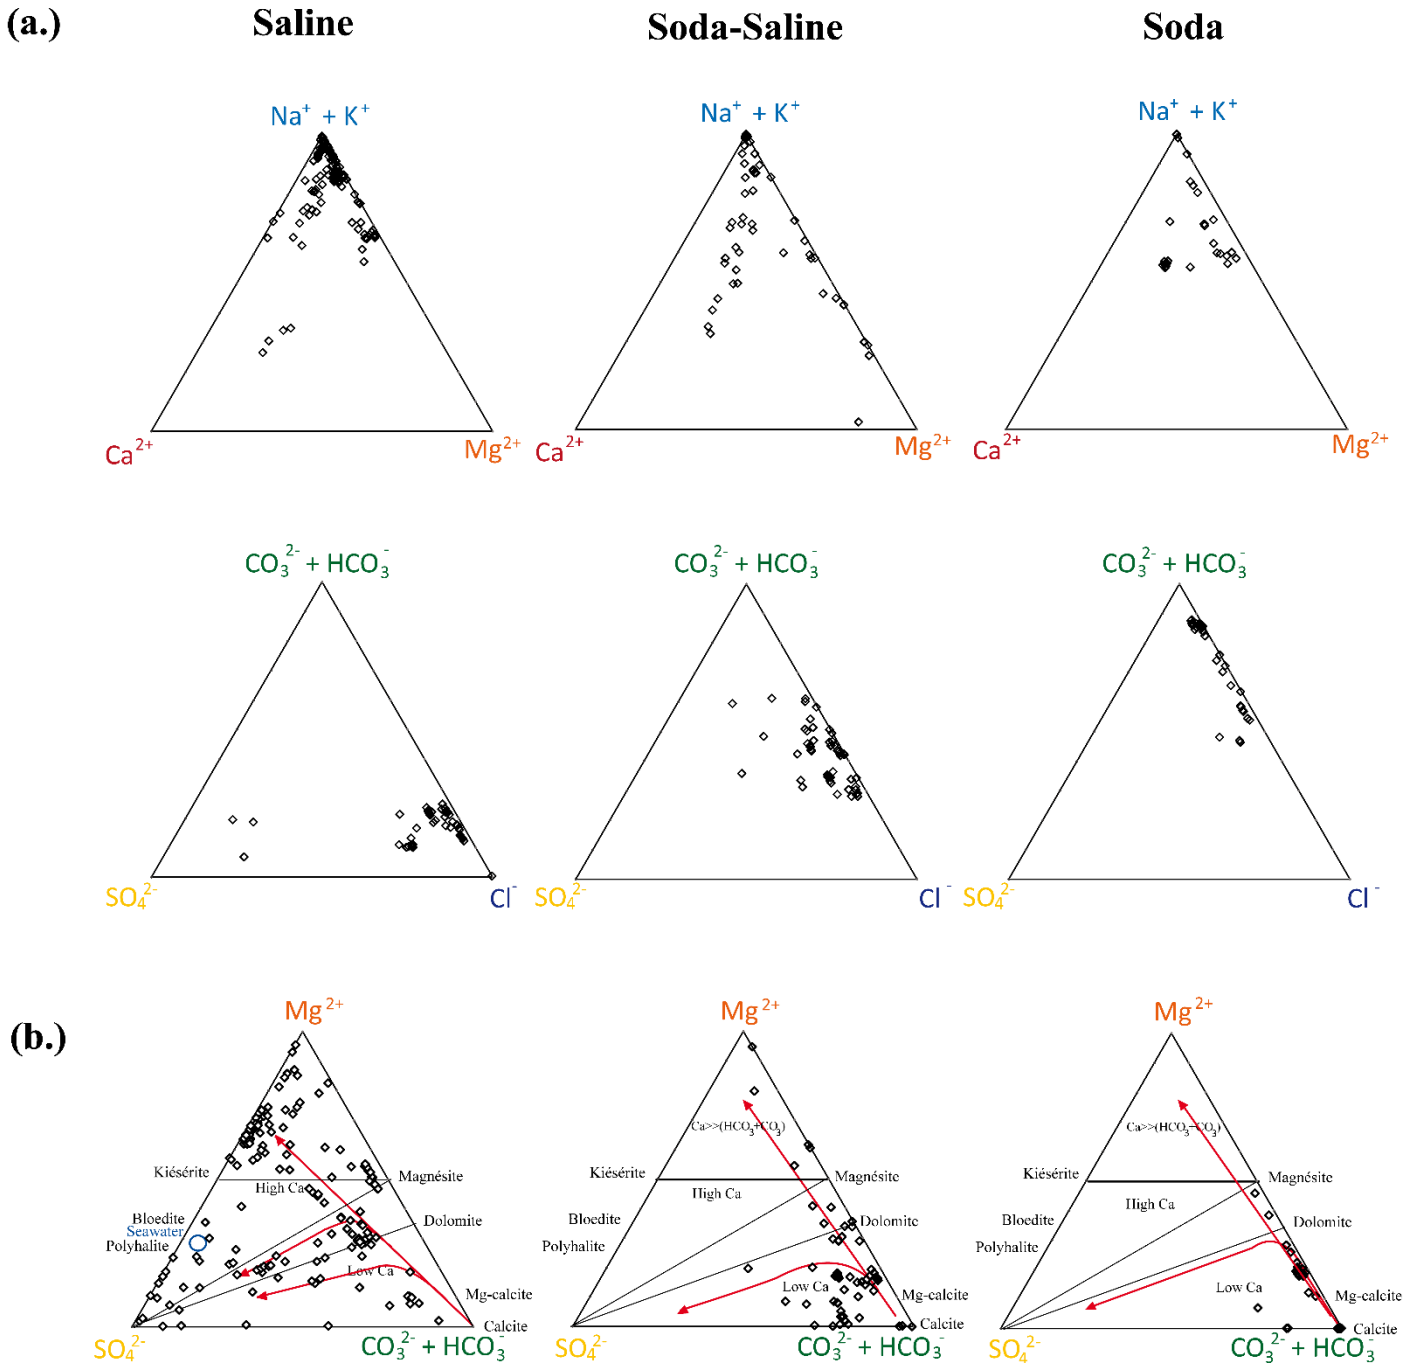 (a.)
Saline
Soda-Saline
Soda
Na⁺ + K⁺
Na⁺ + K⁺
Na⁺ + K⁺
Ca²⁺
Mg²⁺
Ca²⁺
Mg²⁺
Ca²⁺
Mg²⁺
CO₃²⁻ + HCO₃⁻
CO₃²⁻ + HCO₃⁻
CO₃²⁻ + HCO₃⁻
SO₄²⁻
Cl⁻
SO₄²⁻
Cl⁻
SO₄²⁻
Cl⁻
(b.)
Mg²⁺
Kiésérite
Magnésite
High Ca
Bloedite
Seawater
Polyhalite
Dolomite
Low Ca
Mg-calcite
Calcite
SO₄²⁻
CO₃²⁻ + HCO₃⁻
Mg²⁺
Ca>>(HCO₃+CO₃)
Kiésérite
Magnésite
High Ca
Bloedite
Dolomite
Polyhalite
Low Ca
Mg-calcite
Calcite
SO₄²⁻
CO₃²⁻ + HCO₃⁻
Mg²⁺
Ca>>(HCO₃+CO₃)
Kiésérite
Magnésite
High Ca
Bloedite
Dolomite
Polyhalite
Low Ca
Mg-calcite
Calcite
SO₄²⁻
CO₃²⁻ + HCO₃⁻